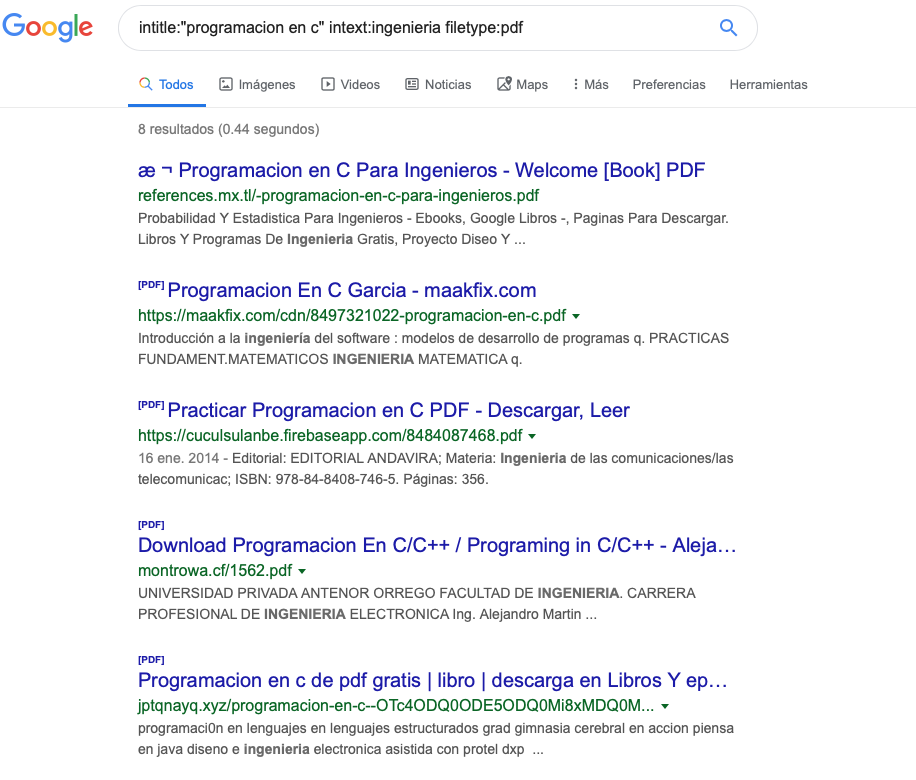 Google
intitle:"programacion en c" intext:ingenieria filetype:pdf
Todos Imágenes Videos Noticias Maps Más Preferencias Herramientas
8 resultados (0.44 segundos)
æ ¬ Programacion en C Para Ingenieros - Welcome [Book] PDF
references.mx.tl/-programacion-en-c-para-ingenieros.pdf
Probabilidad Y Estadistica Para Ingenieros - Ebooks, Google Libros -, Paginas Para Descargar.
Libros Y Programas De Ingenieria Gratis, Proyecto Diseo Y ...
[PDF] Programacion En C Garcia - maakfix.com
https://maakfix.com/cdn/8497321022-programacion-en-c.pdf
Introducción a la ingeniería del software : modelos de desarrollo de programas q. PRACTICAS
FUNDAMENT.MATEMATICOS INGENIERIA MATEMATICA q.
[PDF] Practicar Programacion en C PDF - Descargar, Leer
https://cuculsulanbe.firebaseapp.com/8484087468.pdf
16 ene. 2014 - Editorial: EDITORIAL ANDAVIRA; Materia: Ingenieria de las comunicaciones/las
telecomunicac; ISBN: 978-84-8408-746-5. Páginas: 356.
[PDF]
Download Programacion En C/C++ / Programing in C/C++ - Aleja...
montrowa.cf/1562.pdf
UNIVERSIDAD PRIVADA ANTENOR ORREGO FACULTAD DE INGENIERIA. CARRERA
PROFESIONAL DE INGENIERIA ELECTRONICA Ing. Alejandro Martin ...
[PDF]
Programacion en c de pdf gratis | libro | descarga en Libros Y ep...
jptqnayq.xyz/programacion-en-c--OTc4ODQ0ODE5ODQ0Mi8xMDQ0M...
programaci0n en lenguajes en lenguajes estructurados grad gimnasia cerebral en accion piensa
en java diseno e ingenieria electronica asistida con protel dxp ...